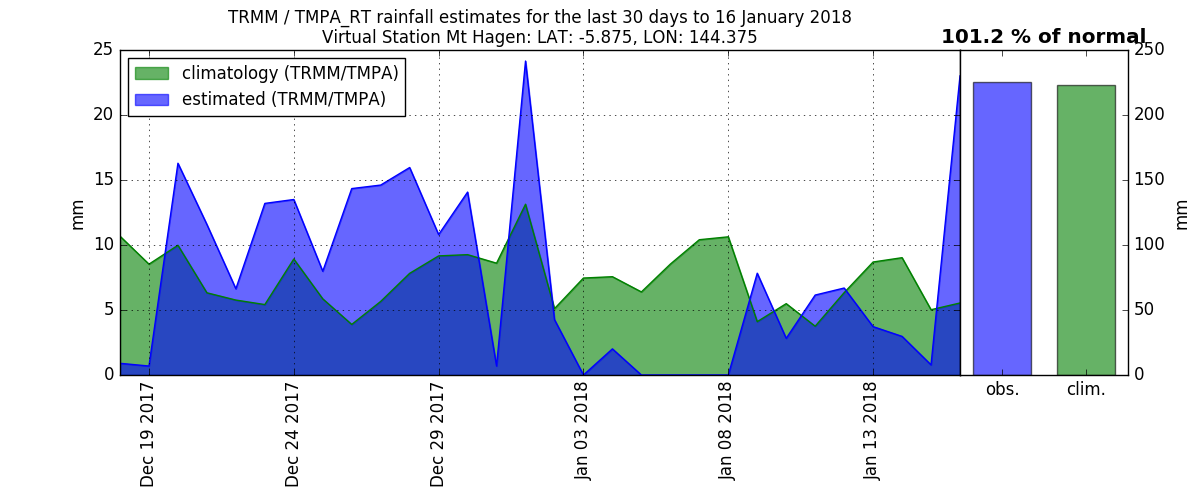 TRMM / TMPA_RT rainfall estimates for the last 30 days to 16 January 2018
Virtual Station Mt Hagen: LAT: -5.875, LON: 144.375
101.2 % of normal
climatology (TRMM/TMPA)
estimated (TRMM/TMPA)
mm
25
20
15
10
5
0
Dec 19 2017
Dec 24 2017
Dec 29 2017
Jan 03 2018
Jan 08 2018
Jan 13 2018
obs.
clim.
250
200
150
100
50
0
mm